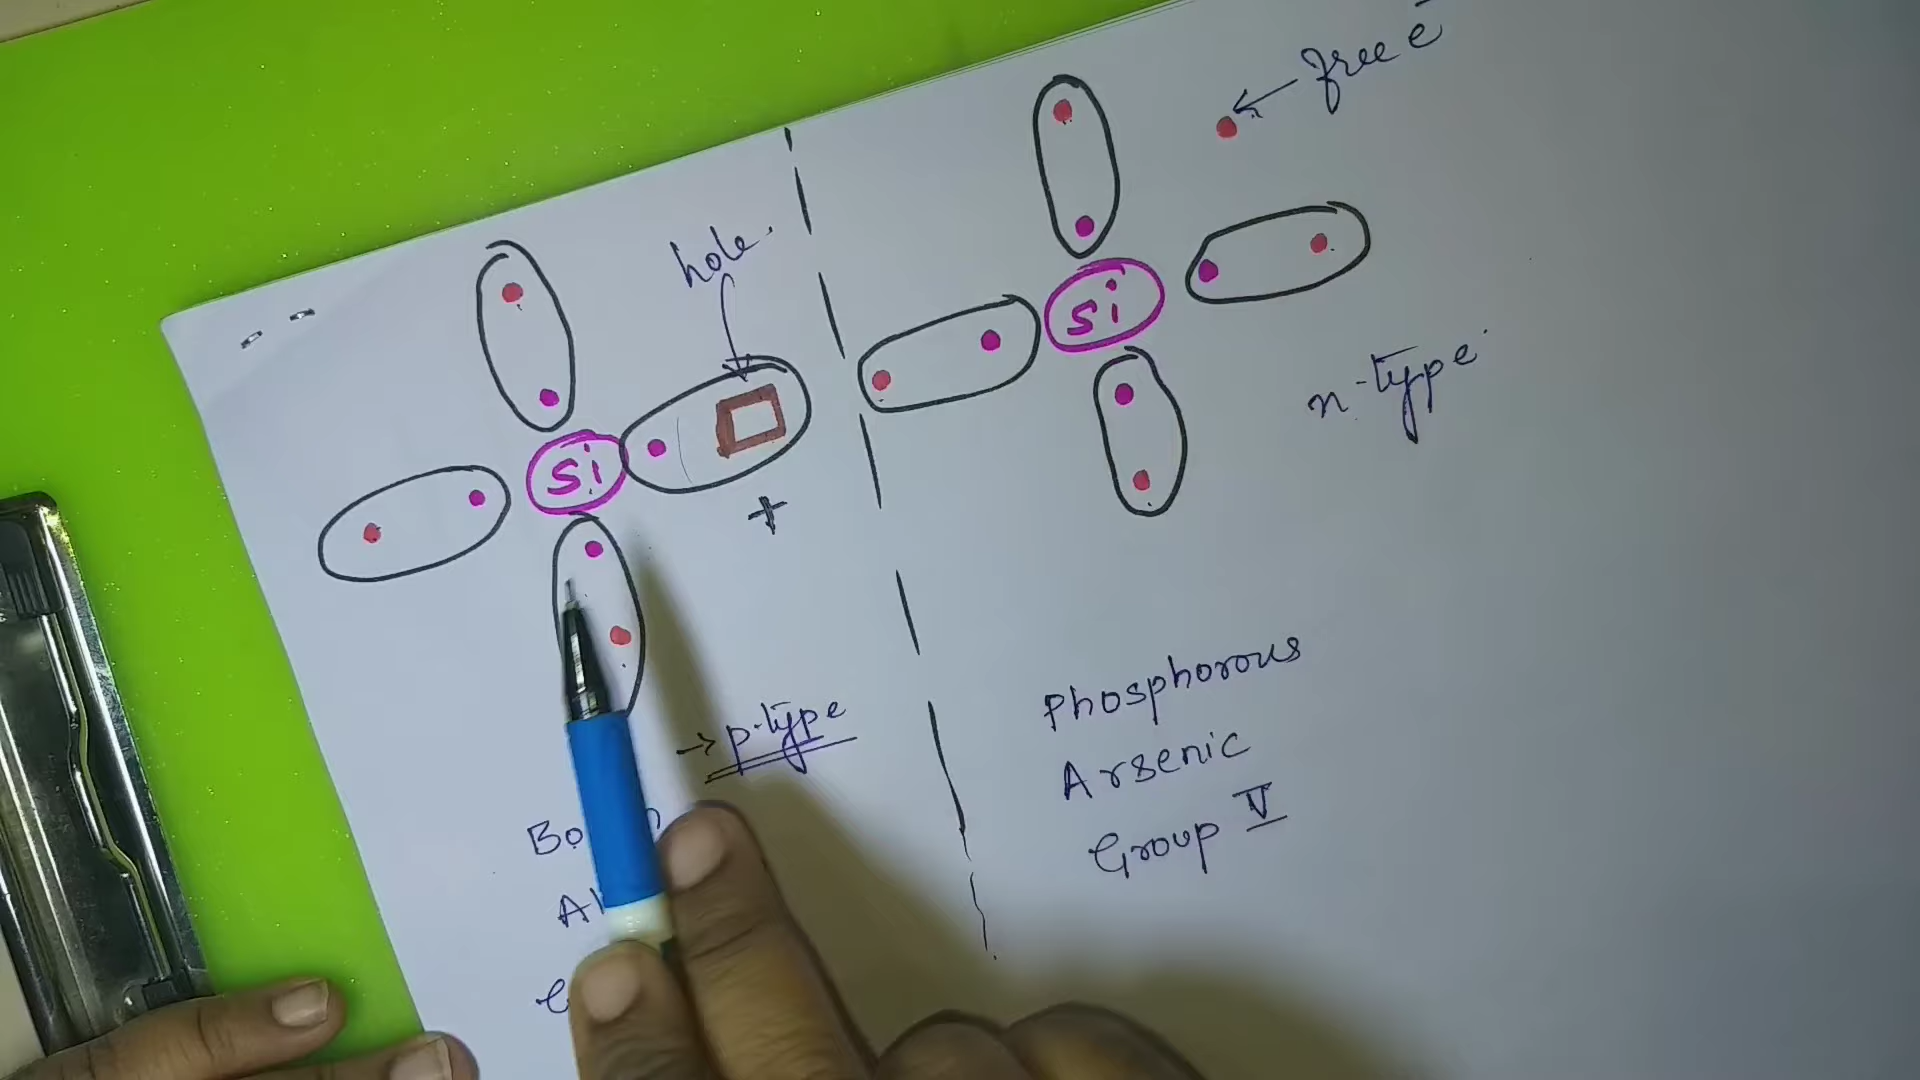 hole.
Si
+
→ p-type
free e⁻
Si
n-type
Phosphorous
Arsenic
Group V